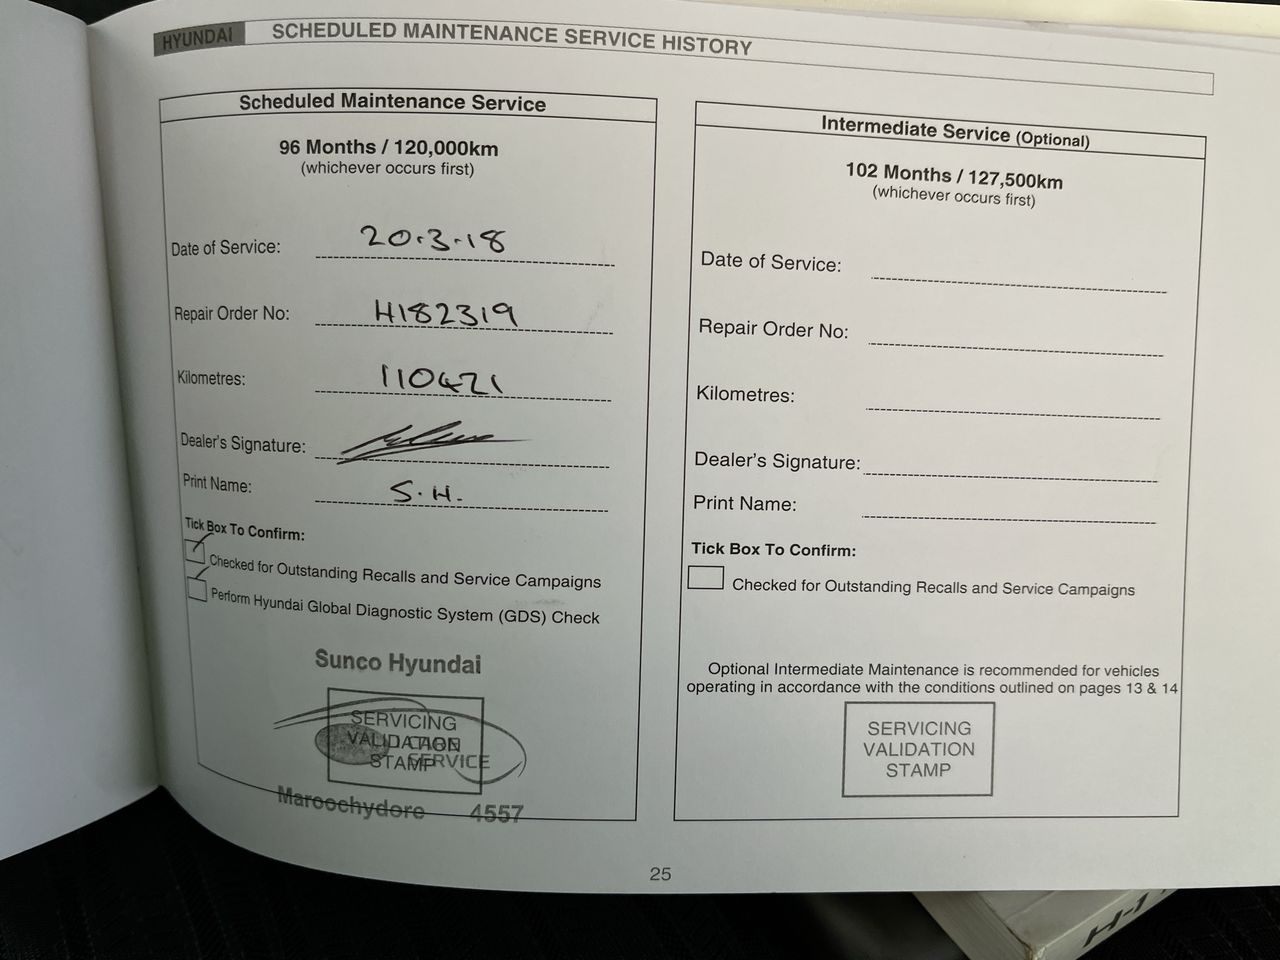 HYUNDAI SCHEDULED MAINTENANCE SERVICE HISTORY
Scheduled Maintenance Service
96 Months / 120,000km
(whichever occurs first)
Date of Service: 20.3.18
Repair Order No: H182319
Kilometres: 110421
Dealer's Signature:
Print Name: S.H.
Tick Box To Confirm:
Checked for Outstanding Recalls and Service Campaigns
Perform Hyundai Global Diagnostic System (GDS) Check
Sunco Hyundai
SERVICING
VALIDATION
STAMP
SERVICE
Maroochydore 4557
Intermediate Service (Optional)
102 Months / 127,500km
(whichever occurs first)
Date of Service:
Repair Order No:
Kilometres:
Dealer's Signature:
Print Name:
Tick Box To Confirm:
Checked for Outstanding Recalls and Service Campaigns
Optional Intermediate Maintenance is recommended for vehicles
operating in accordance with the conditions outlined on pages 13 & 14
SERVICING
VALIDATION
STAMP
25